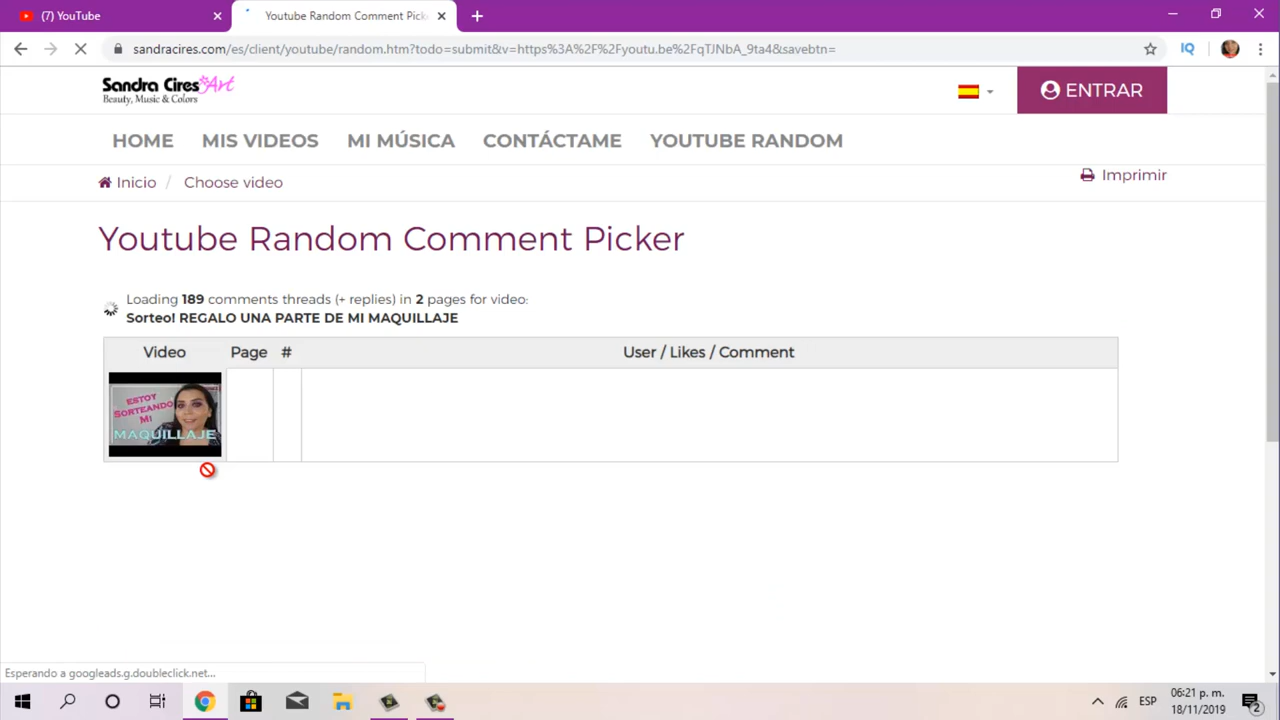 (7) YouTube
Youtube Random Comment Pick
sandracires.com/es/client/youtube/random.htm?todo=submit&v=https%3A%2F%2Fyoutu.be%2FqTJNbA_9ta4&savebtn=
IQ
Sandra Cires Art
Beauty, Music & Colors
ENTRAR
HOME MIS VIDEOS MI MÚSICA CONTÁCTAME YOUTUBE RANDOM
Inicio / Choose video
Imprimir
Youtube Random Comment Picker
Loading 189 comments threads (+ replies) in 2 pages for video:
Sorteo! REGALO UNA PARTE DE MI MAQUILLAJE
Video Page # User / Likes / Comment
ESTOY
SORTEANDO
MI
MAQUILLAJE
Esperando a googleads.g.doubleclick.net...
ESP
06:21 p. m.
18/11/2019
2